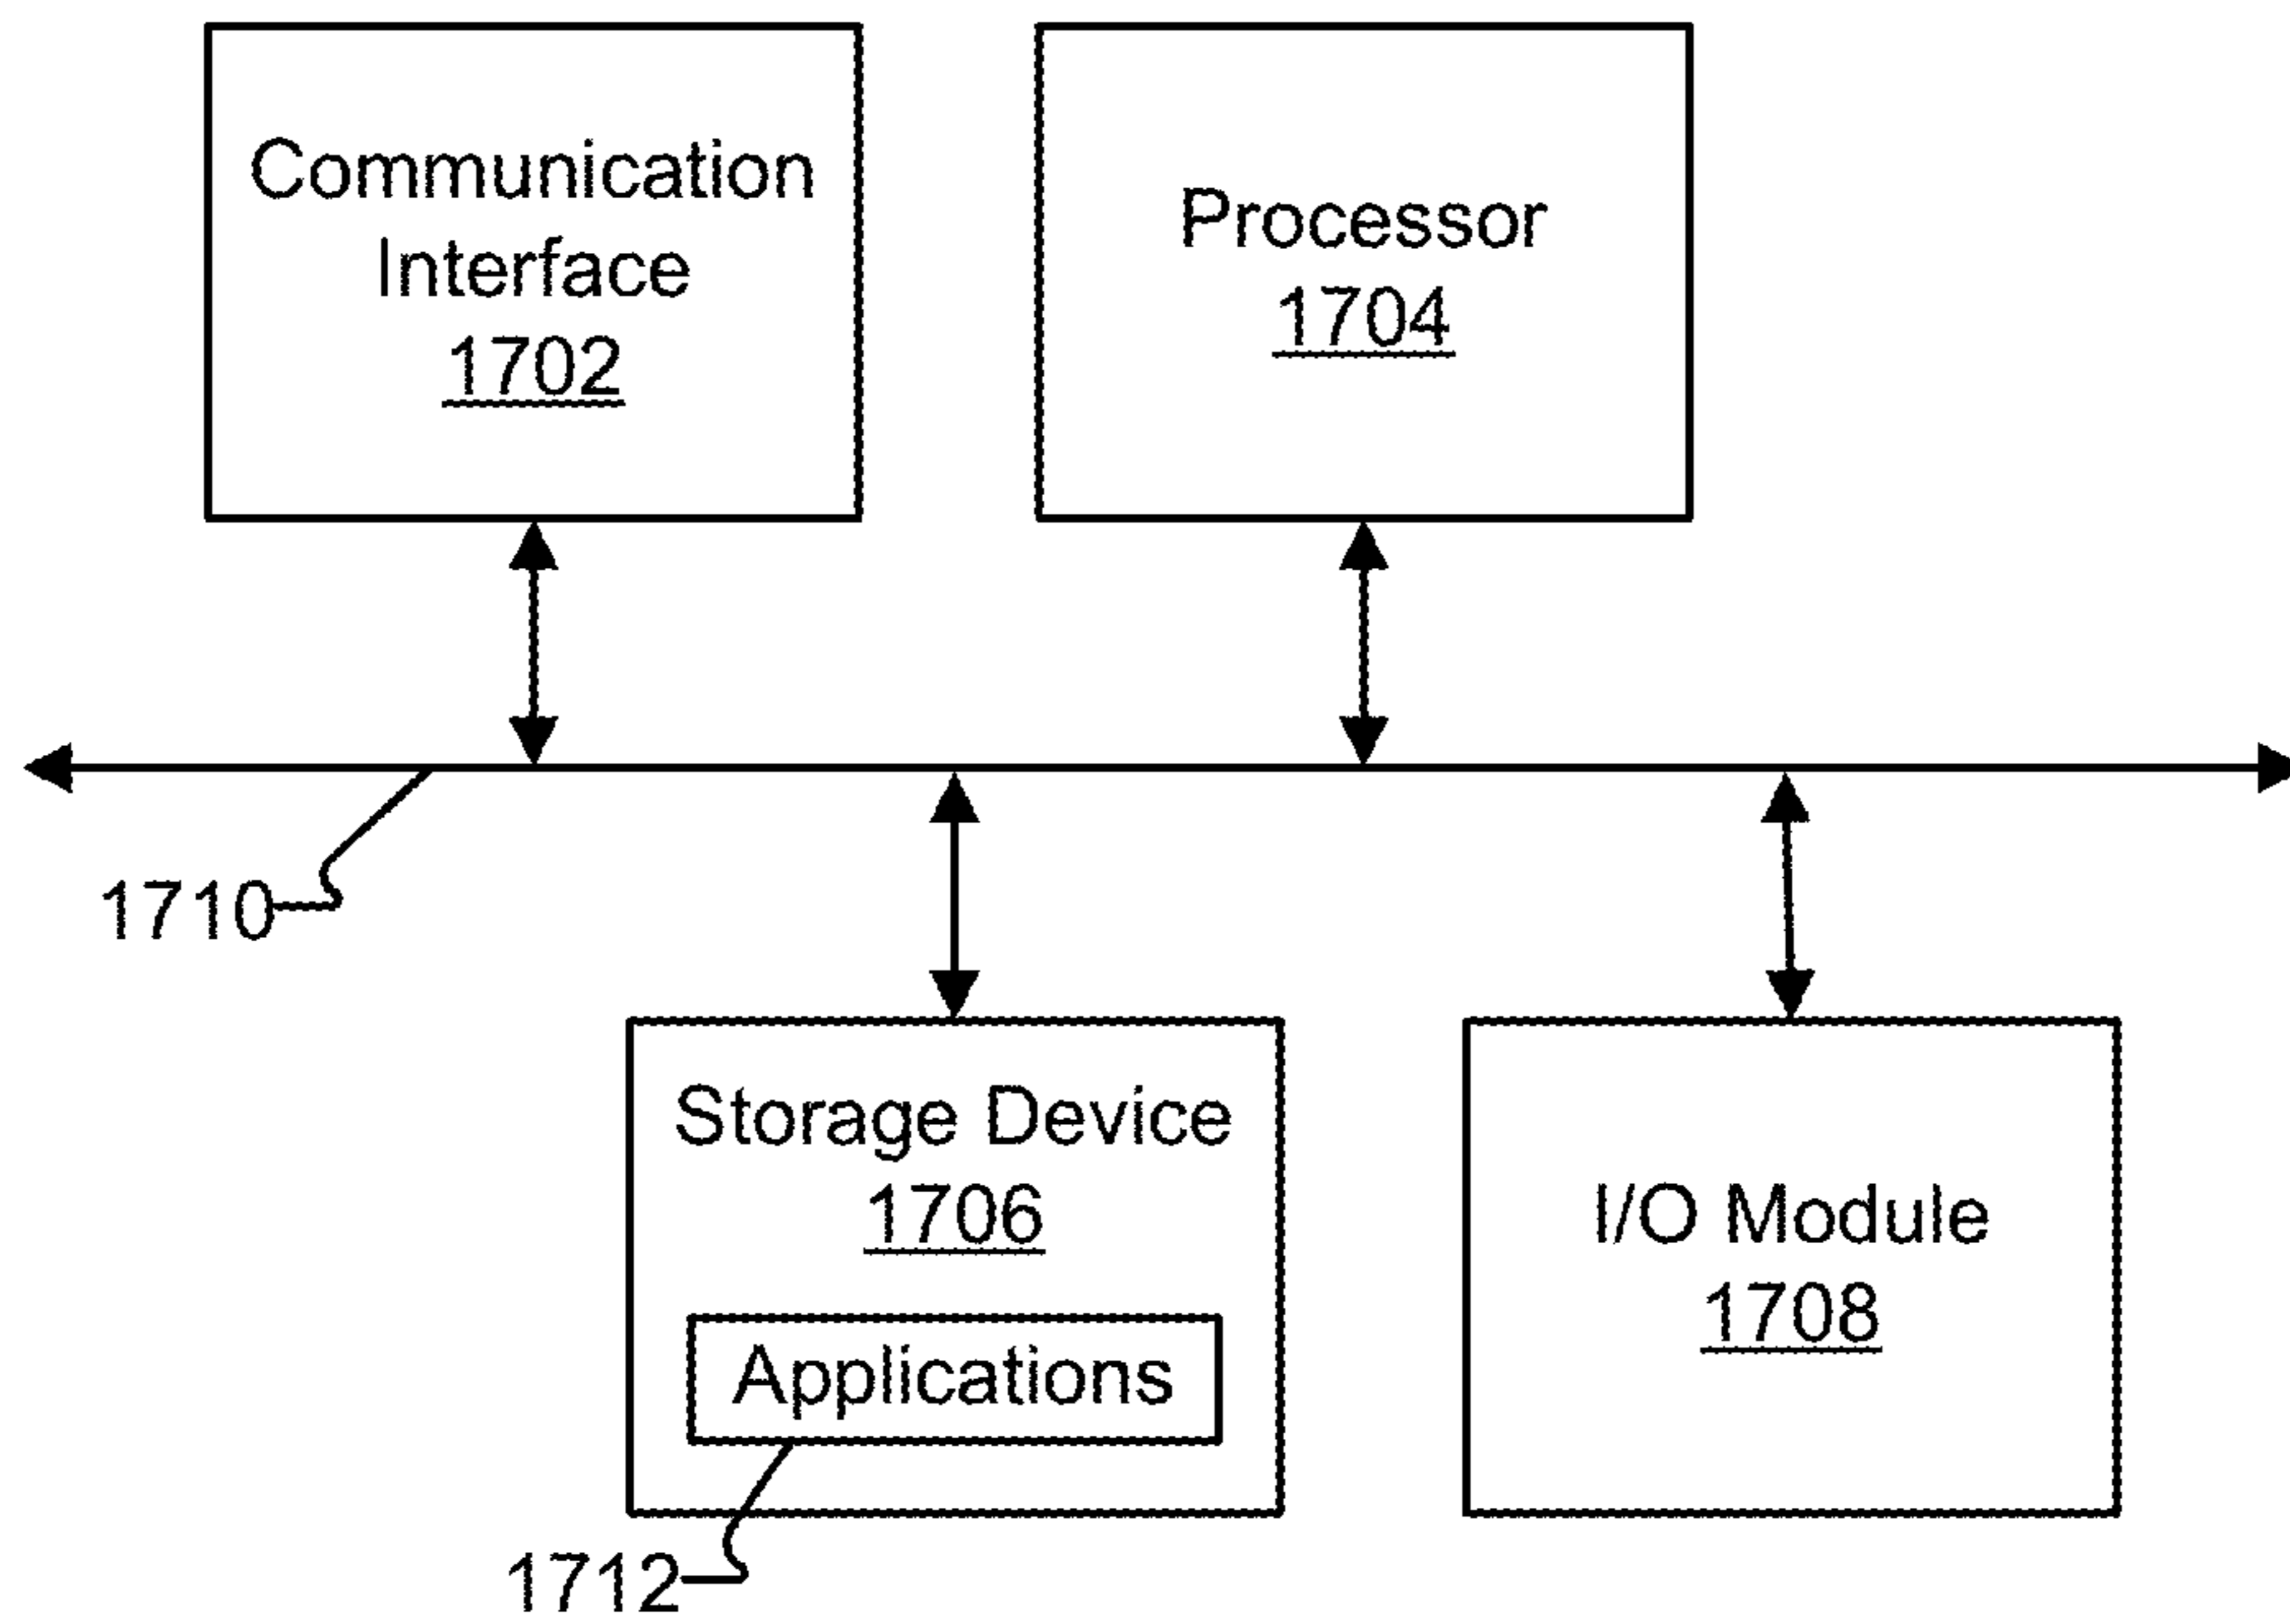 Communication
Interface
1702
Processor
1704
1710
Storage Device
1706
Applications
1712
I/O Module
1708